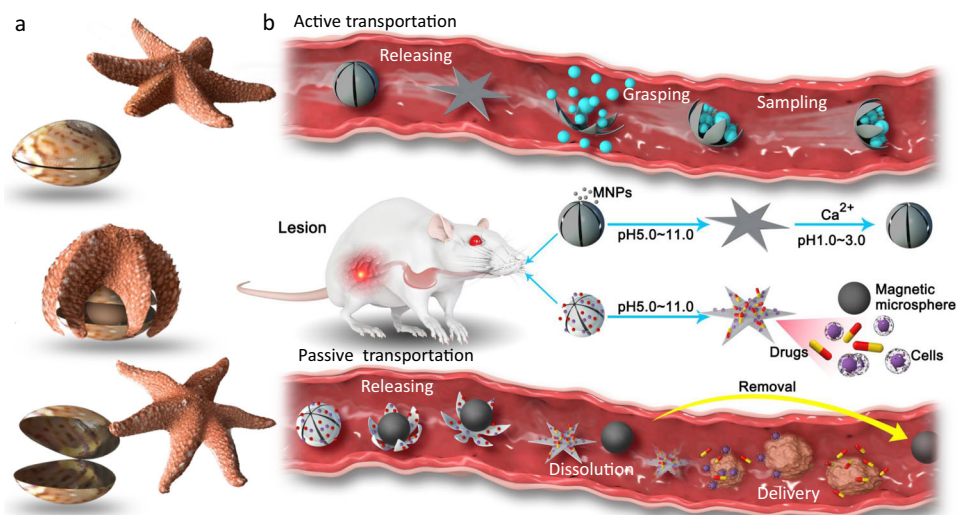 a
b
Active transportation
Releasing
Grasping
Sampling
MNPs
Lesion
pH5.0~11.0
Ca²⁺
pH1.0~3.0
pH5.0~11.0
Magnetic
microsphere
Drugs
Cells
Passive transportation
Releasing
Removal
Dissolution
Delivery